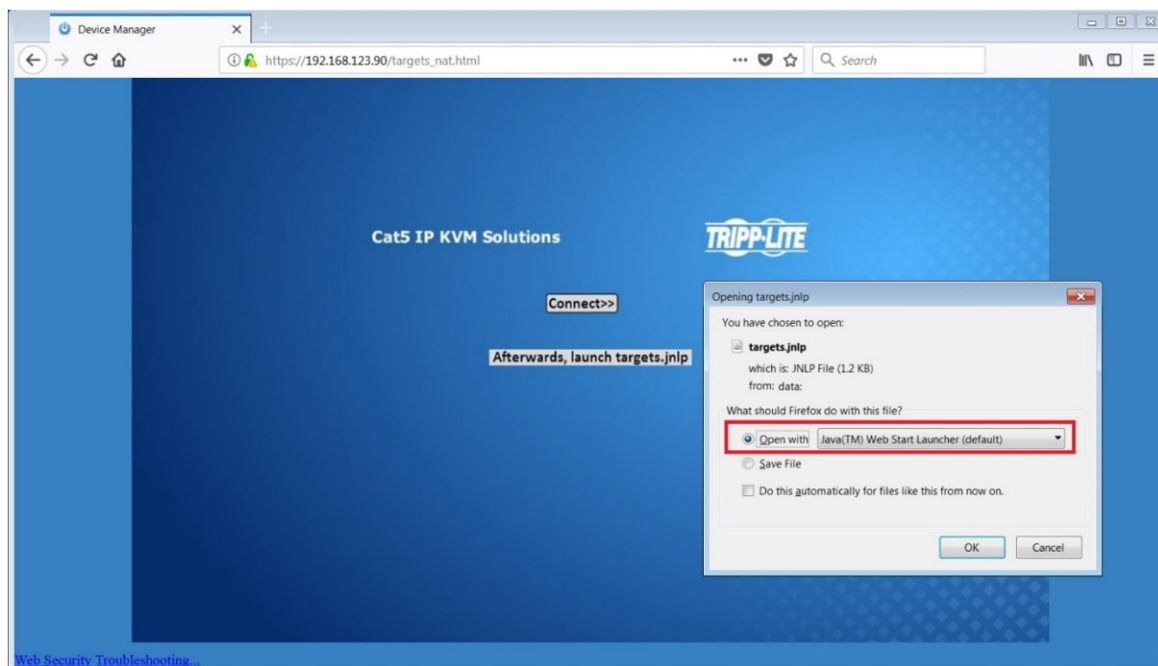 Device Manager
https://192.168.123.90/targets_nat.html
Search
Cat5 IP KVM Solutions
TRIPP·LITE
Connect>>
Afterwards, launch targets.jnlp
Opening targets.jnlp
You have chosen to open:
targets.jnlp
which is: JNLP File (1.2 KB)
from: data:
What should Firefox do with this file?
Open with Java(TM) Web Start Launcher (default)
Save File
Do this automatically for files like this from now on.
OK Cancel
Web Security Troubleshooting...